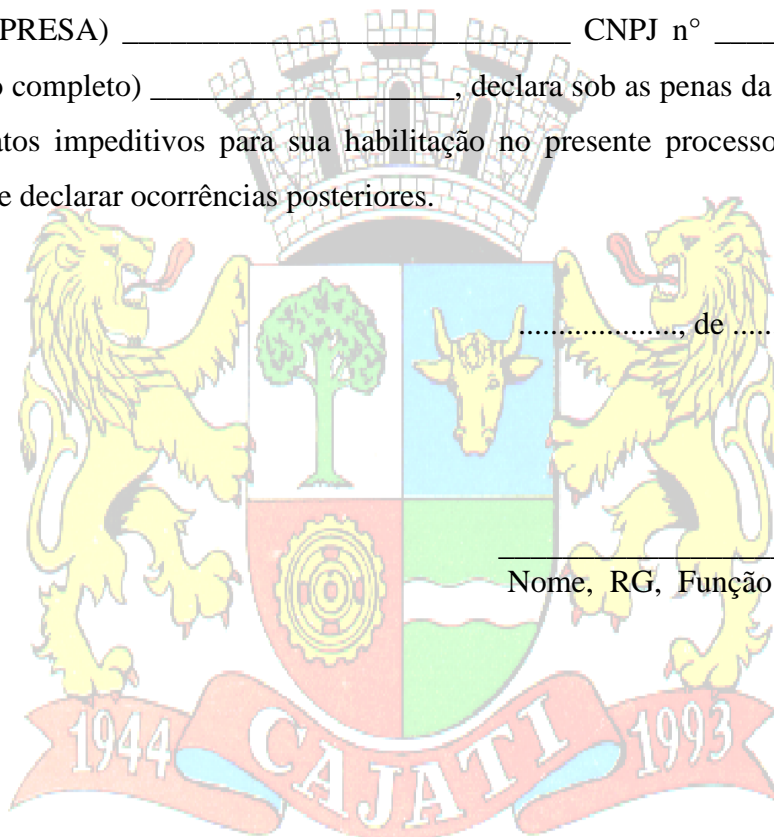 PRESA) ____________________________ CNPJ n° ____
o completo) ___________________, declara sob as penas da
atos impeditivos para sua habilitação no presente processo
e declarar ocorrências posteriores.
...................., de .....
__________________
Nome, RG, Função
1944 CAJATI 1993